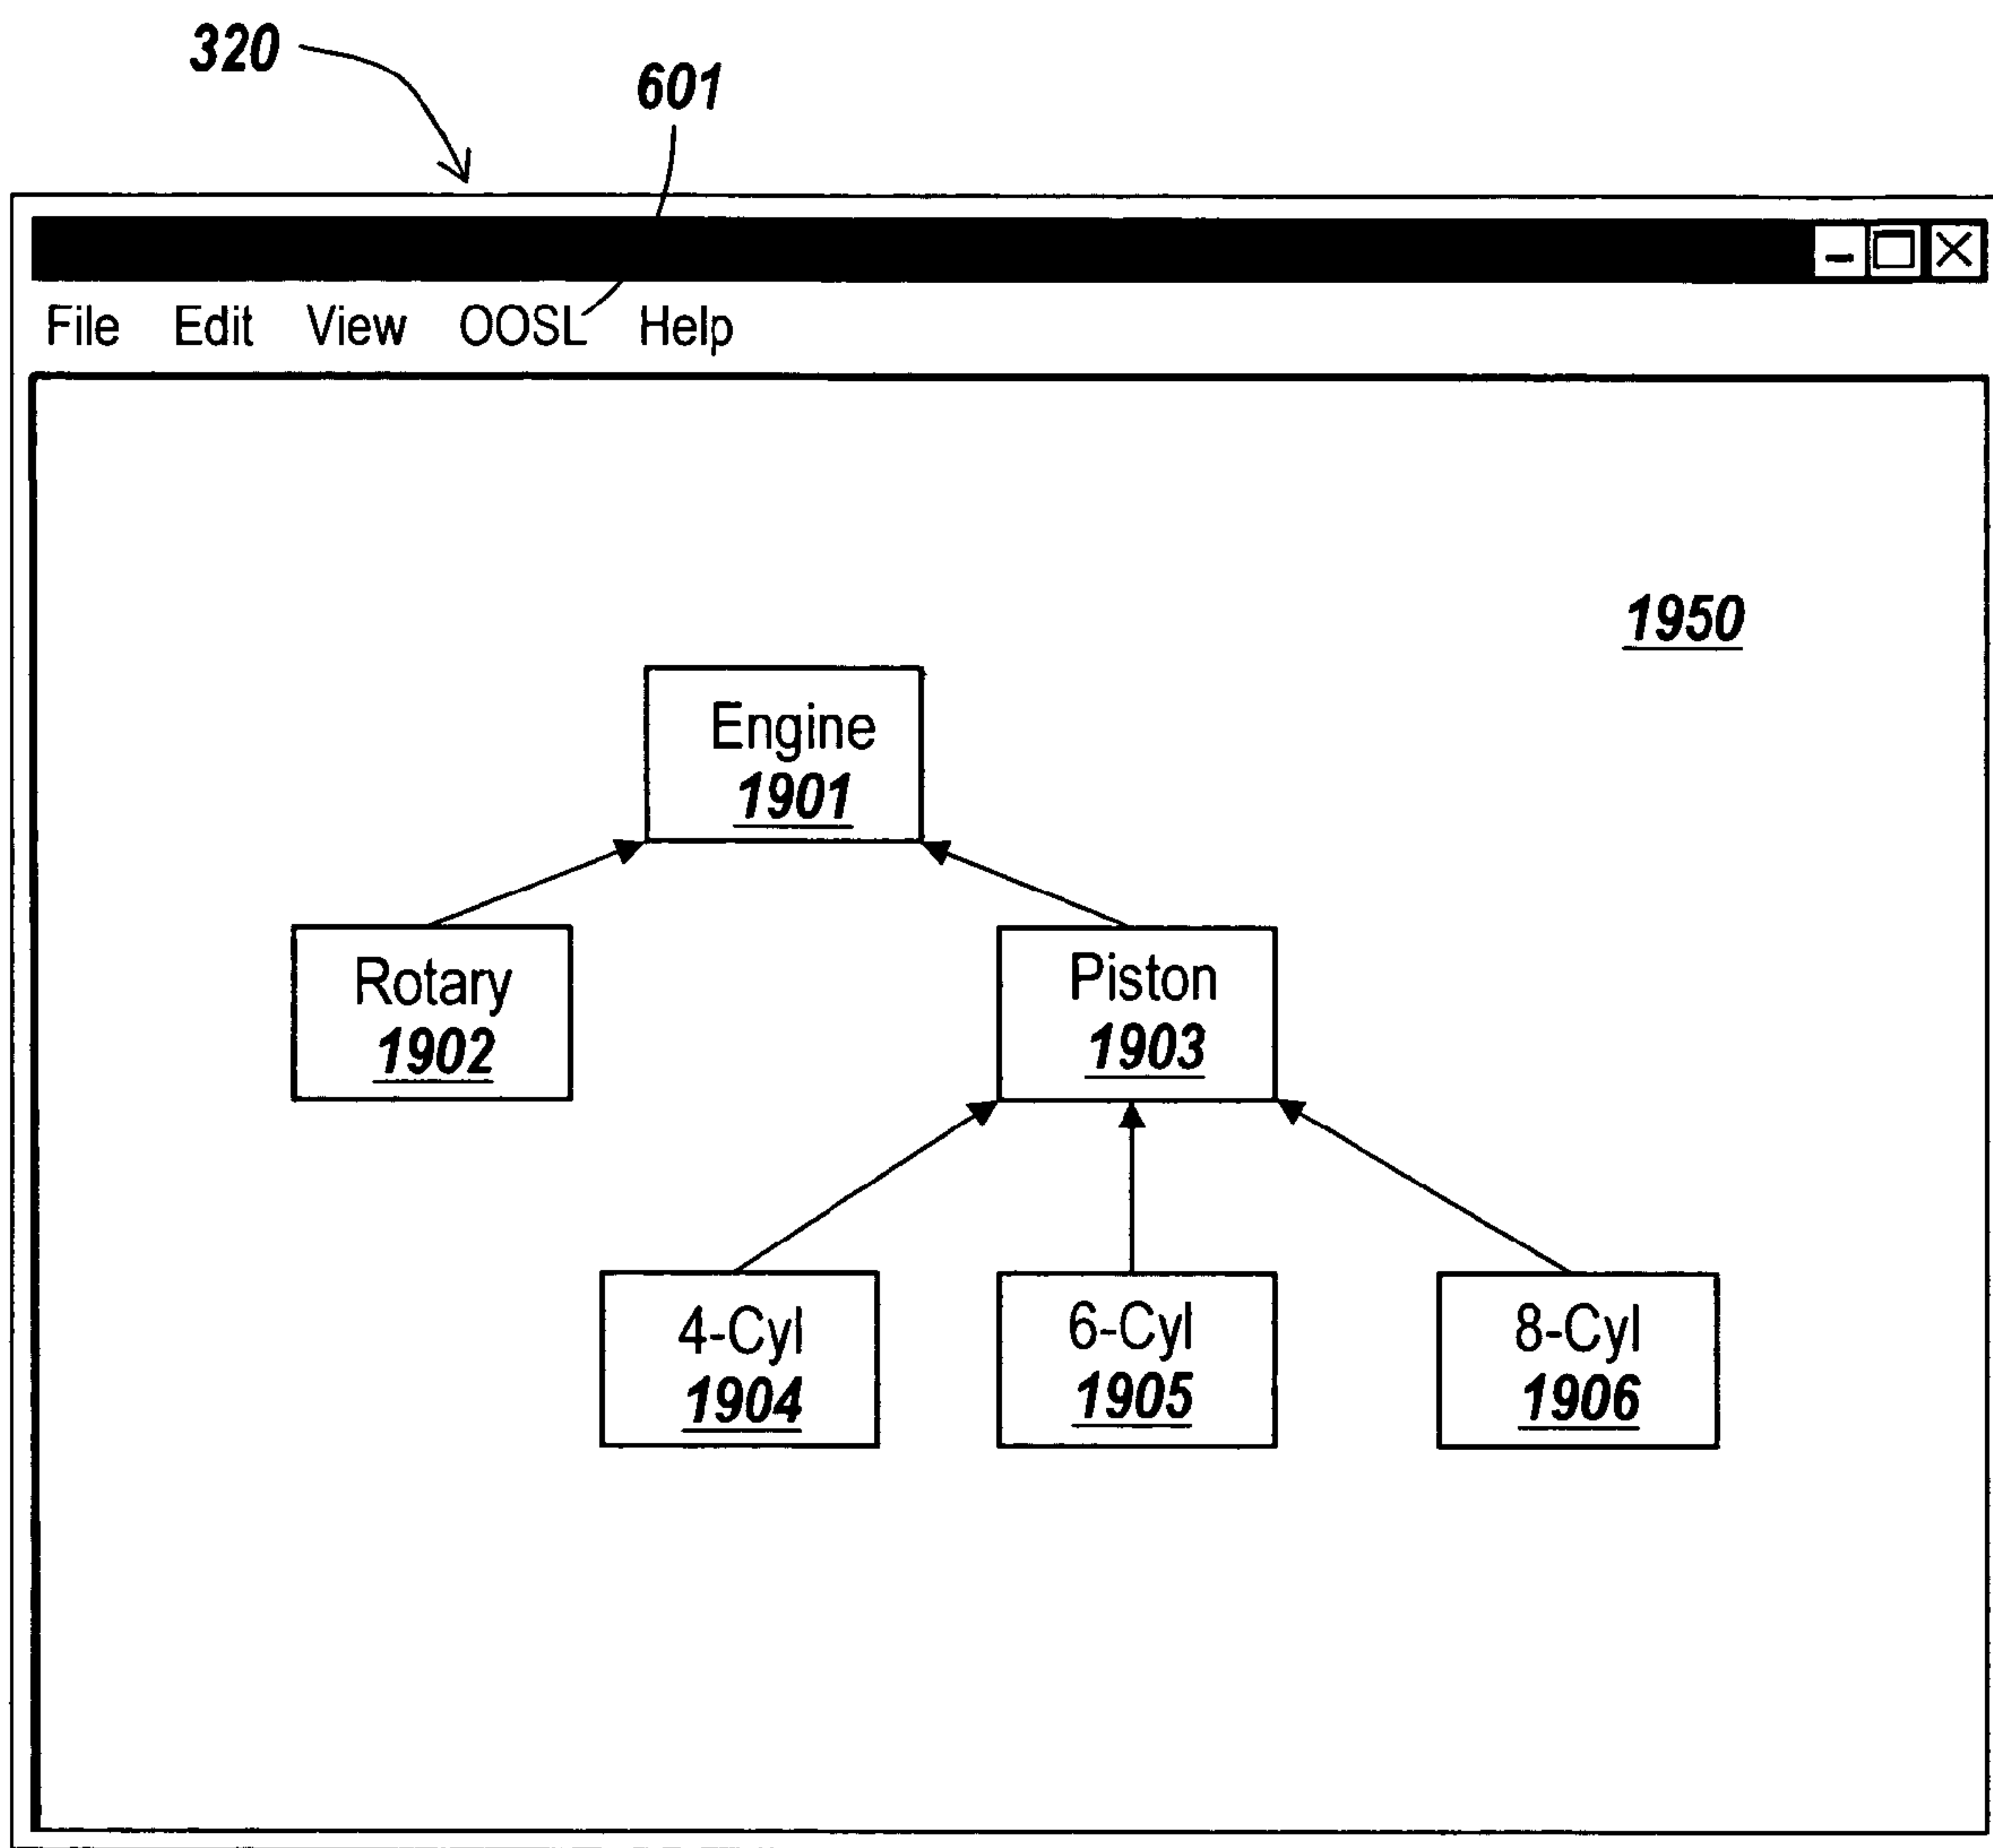 320
601
File Edit View OOSL Help
1950
Engine
1901
Rotary
1902
Piston
1903
4-Cyl
1904
6-Cyl
1905
8-Cyl
1906